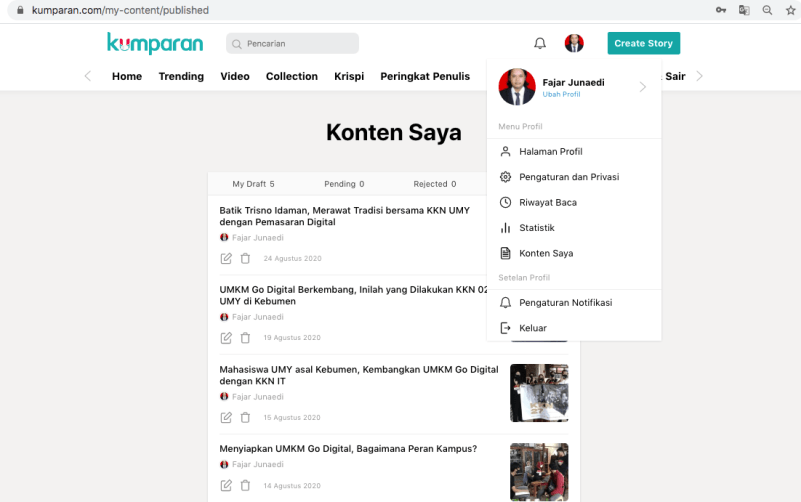 kumparan.com/my-content/published
kumparan
Pencarian
Create Story
Home Trending Video Collection Krispi Peringkat Penulis Sair
Fajar Junaedi
Ubah Profil
Menu Profil
Halaman Profil
Pengaturan dan Privasi
Riwayat Baca
Statistik
Konten Saya
Setelan Profil
Pengaturan Notifikasi
Keluar
Konten Saya
My Draft 5 Pending 0 Rejected 0
Batik Trisno Idaman, Merawat Tradisi bersama KKN UMY
dengan Pemasaran Digital
Fajar Junaedi
24 Agustus 2020
UMKM Go Digital Berkembang, Inilah yang Dilakukan KKN 02
UMY di Kebumen
Fajar Junaedi
19 Agustus 2020
Mahasiswa UMY asal Kebumen, Kembangkan UMKM Go Digital
dengan KKN IT
Fajar Junaedi
15 Agustus 2020
Menyiapkan UMKM Go Digital, Bagaimana Peran Kampus?
Fajar Junaedi
14 Agustus 2020